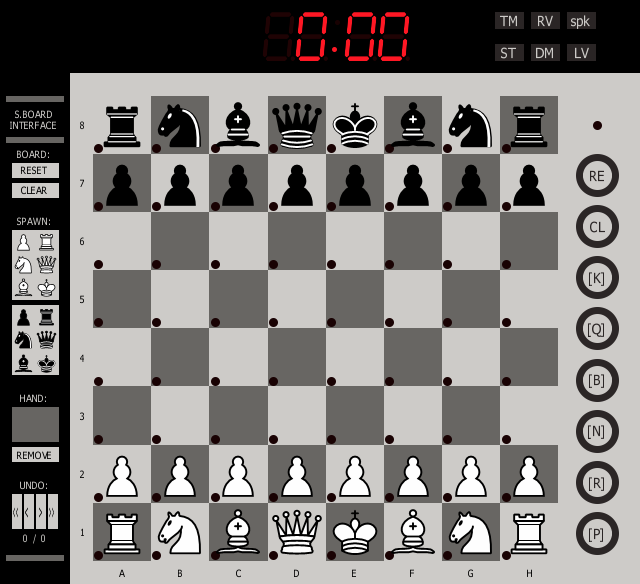 0.00
TM RV spk
ST DM LV
S.BOARD
INTERFACE
BOARD:
RESET
CLEAR
SPAWN:
HAND:
REMOVE
UNDO:
⟨⟨ ⟨ ⟩ ⟩⟩
0 / 0
8
7
6
5
4
3
2
1
A B C D E F G H
RE
CL
[K]
[Q]
[B]
[N]
[R]
[P]